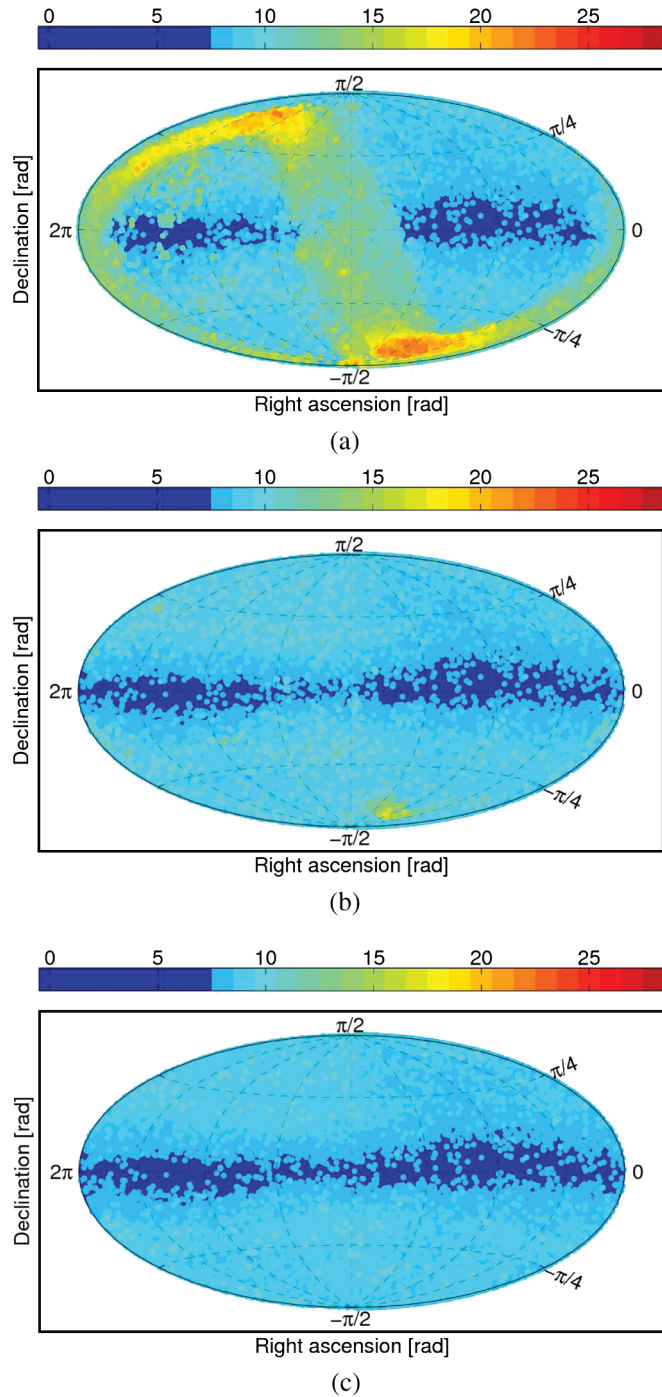 0 5 10 15 20 25
π/2
π/4
Declination [rad]
2π
0
−π/4
−π/2
Right ascension [rad]
(a)
0 5 10 15 20 25
π/2
π/4
Declination [rad]
2π
0
−π/4
−π/2
Right ascension [rad]
(b)
0 5 10 15 20 25
π/2
π/4
Declination [rad]
2π
0
−π/4
−π/2
Right ascension [rad]
(c)